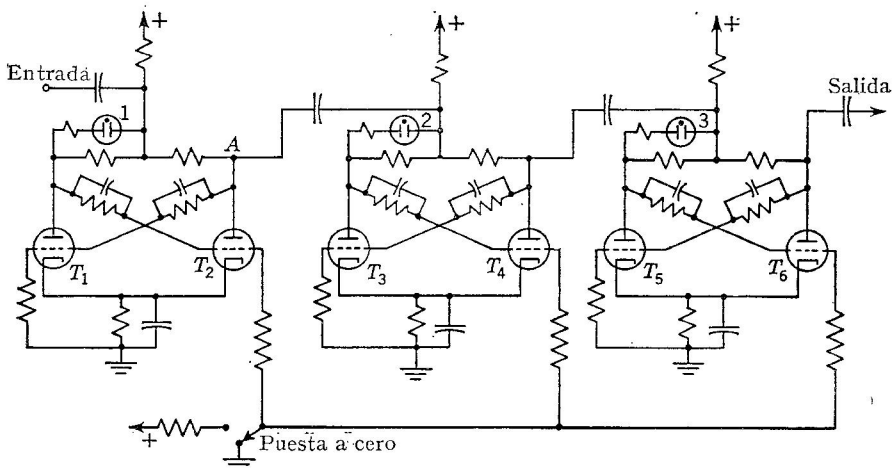 + + +
Entrada
Salida
1
2
3
A
T1 T2 T3 T4 T5 T6
+
Puesta a cero